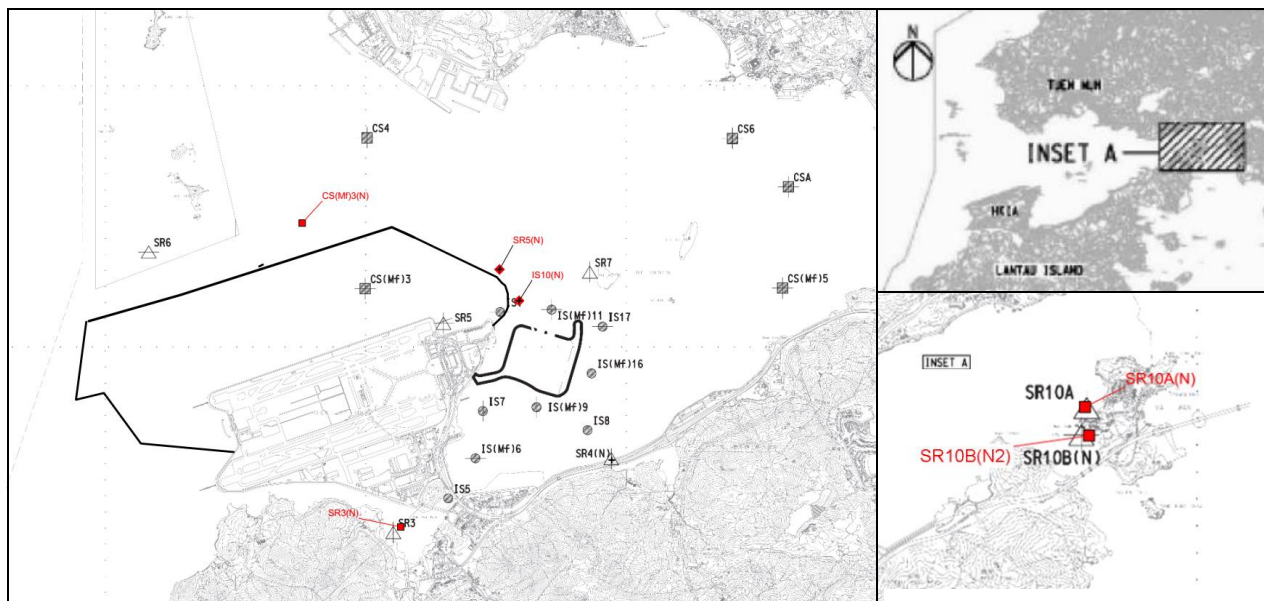 CS4
CS6
CSA
CS(Mf)3(N)
SR6
SR5(N)
SR7
IS10(N)
CS(Mf)3
CS(Mf)5
SR5
IS(Mf)11
IS17
IS(Mf)16
IS7
IS(Mf)9
IS8
IS(Mf)6
SR4(N)
IS5
SR3(N)
SR3
N
TUEN MUN
INSET A
HKIA
LANTAU ISLAND
INSET A
SR10A(N)
SR10A
SR10B(N2)
SR10B(N)